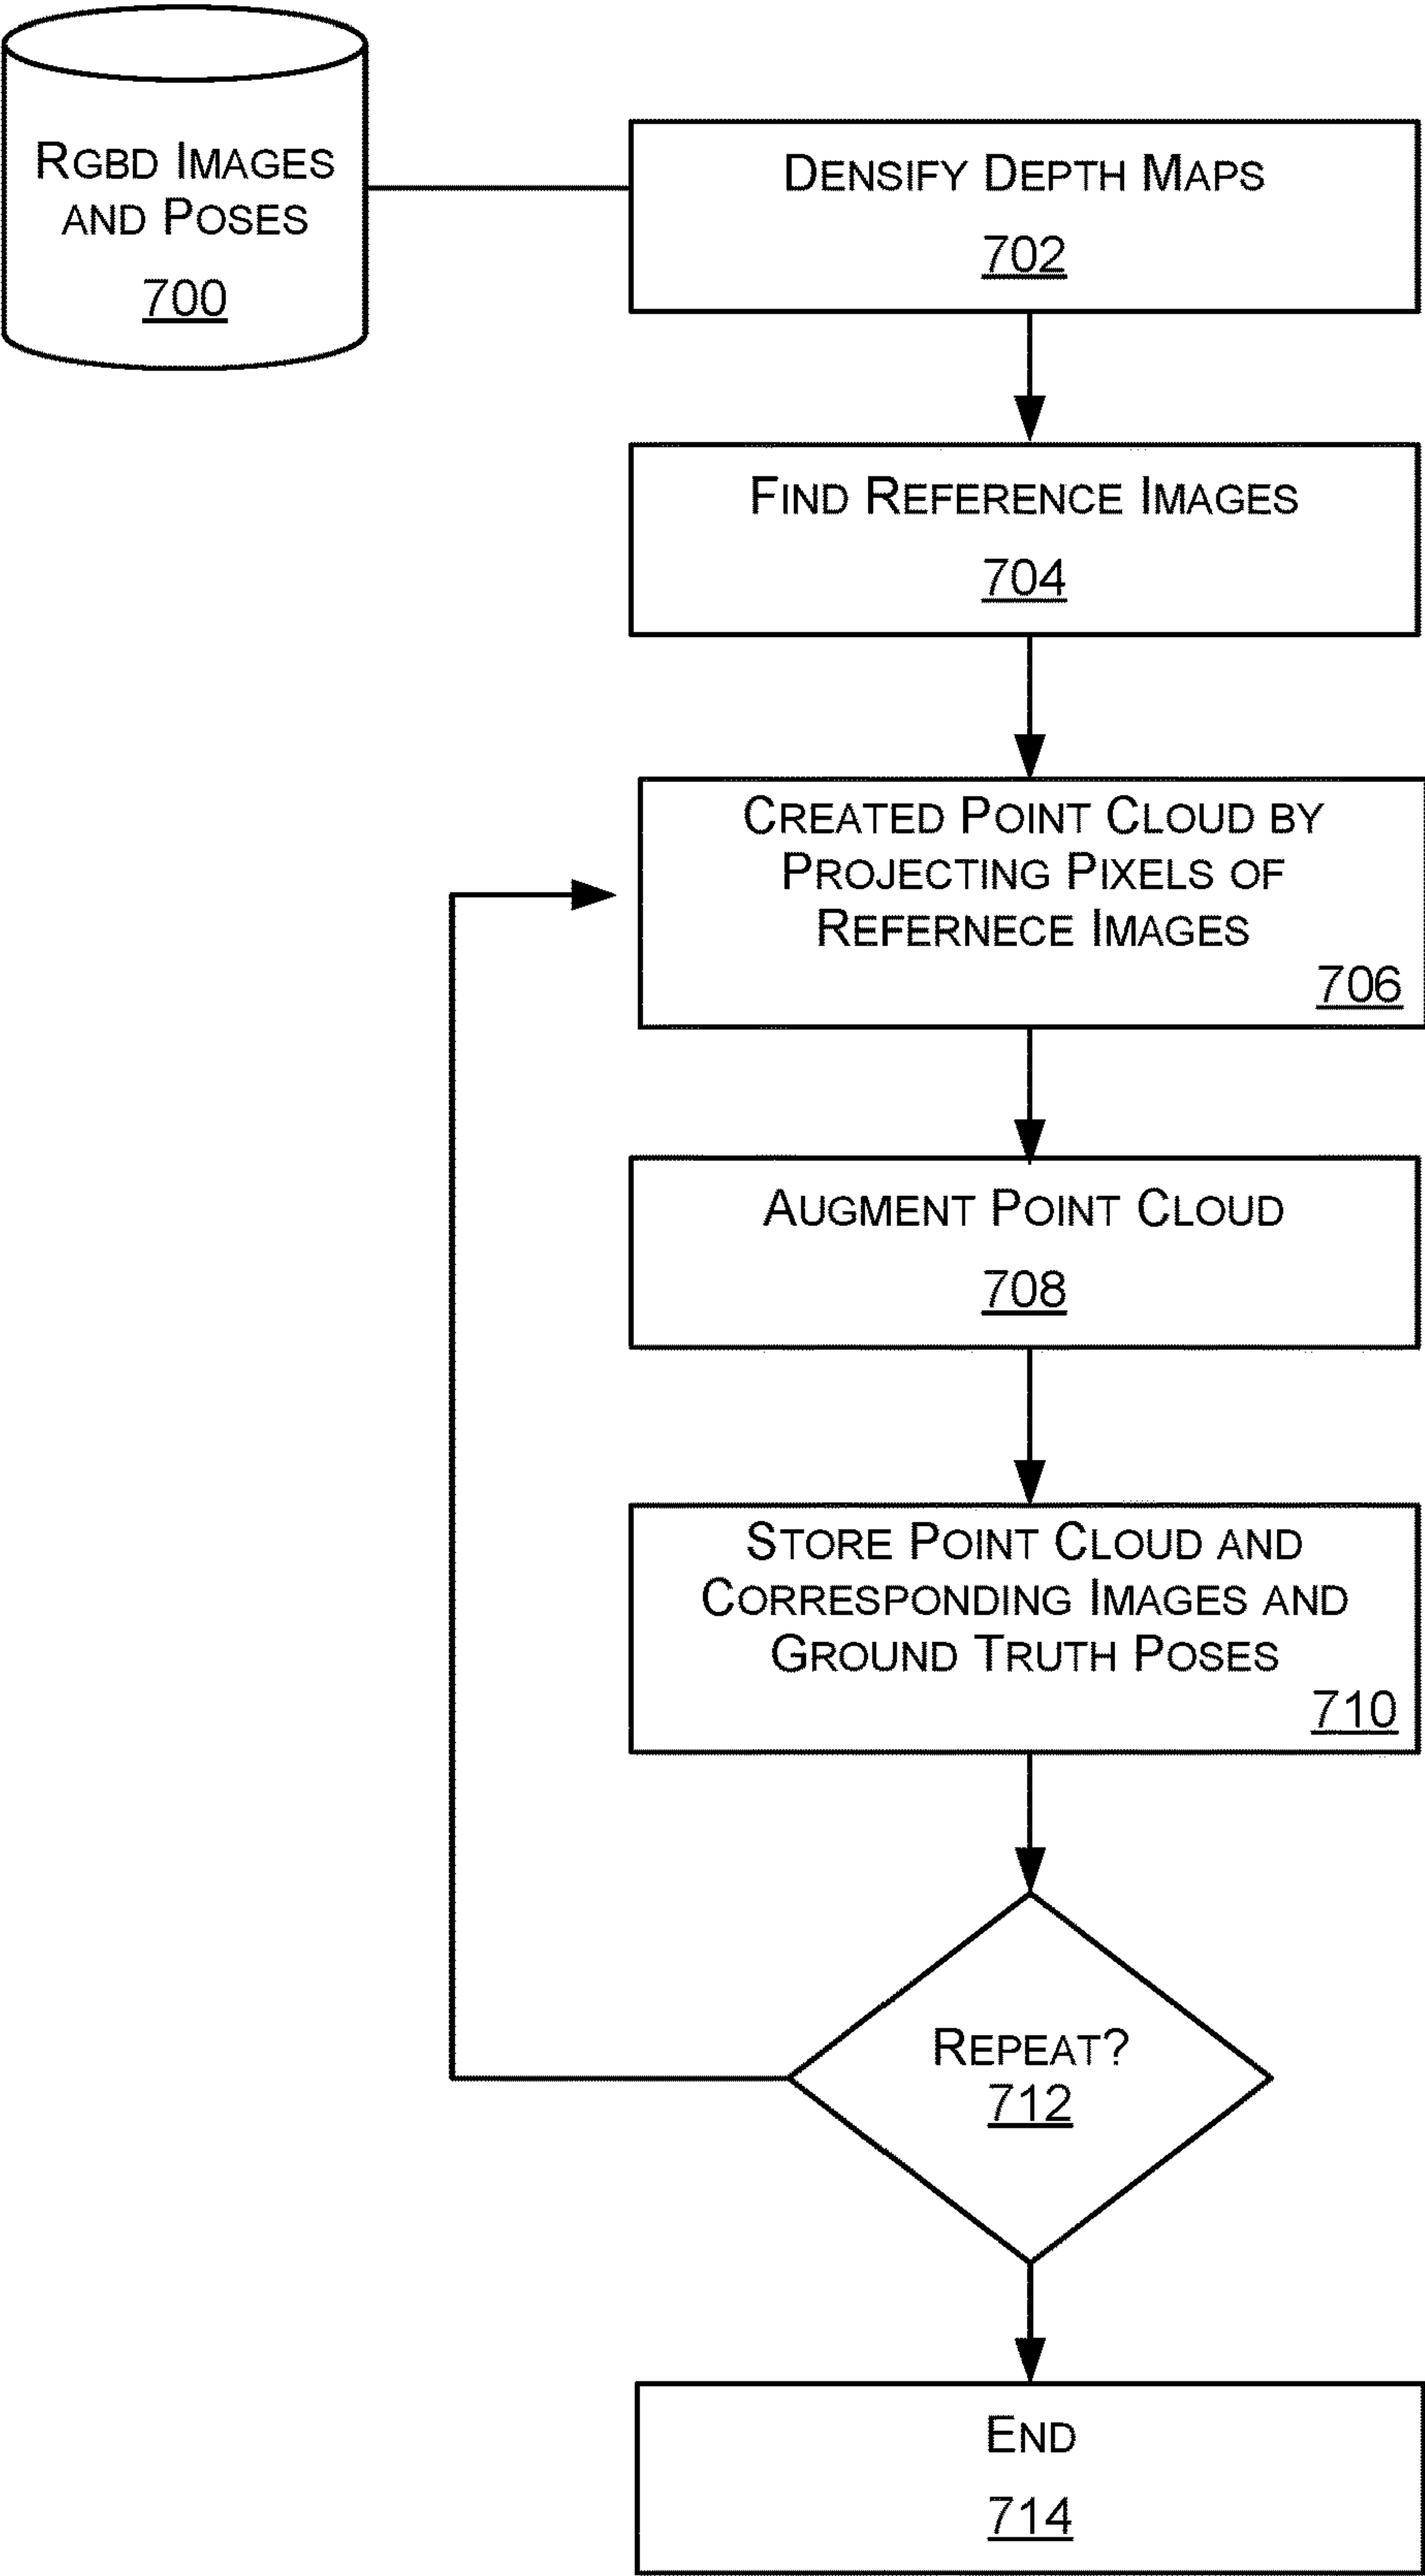 RGBD IMAGES
AND POSES
700
DENSIFY DEPTH MAPS
702
FIND REFERENCE IMAGES
704
CREATED POINT CLOUD BY
PROJECTING PIXELS OF
REFERNECE IMAGES
706
AUGMENT POINT CLOUD
708
STORE POINT CLOUD AND
CORRESPONDING IMAGES AND
GROUND TRUTH POSES
710
REPEAT?
712
END
714